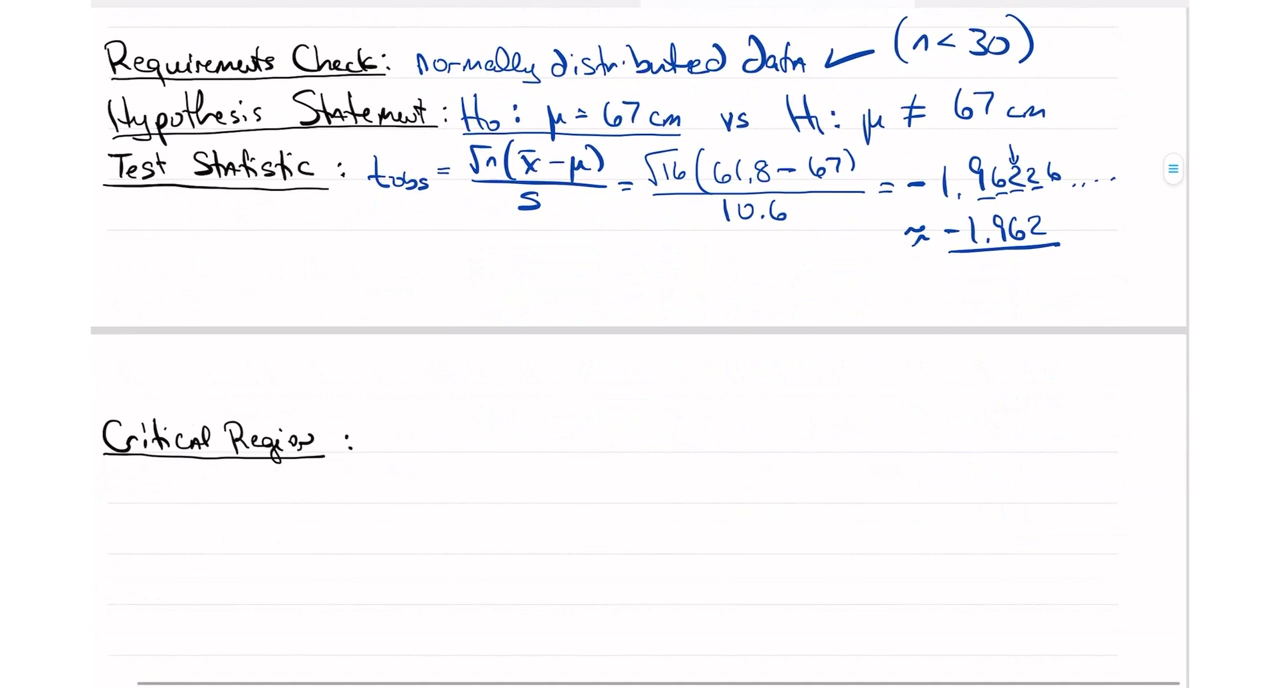 Requirements Check: normally distributed Data ✓ (n < 30)
Hypothesis Statement: H₀: μ = 67 cm vs H₁: μ ≠ 67 cm
Test Statistic: tobs = √n(x̄ - μ)/s = √16(61.8 - 67)/10.6 = -1.96226....
≈ -1.962
Critical Region: